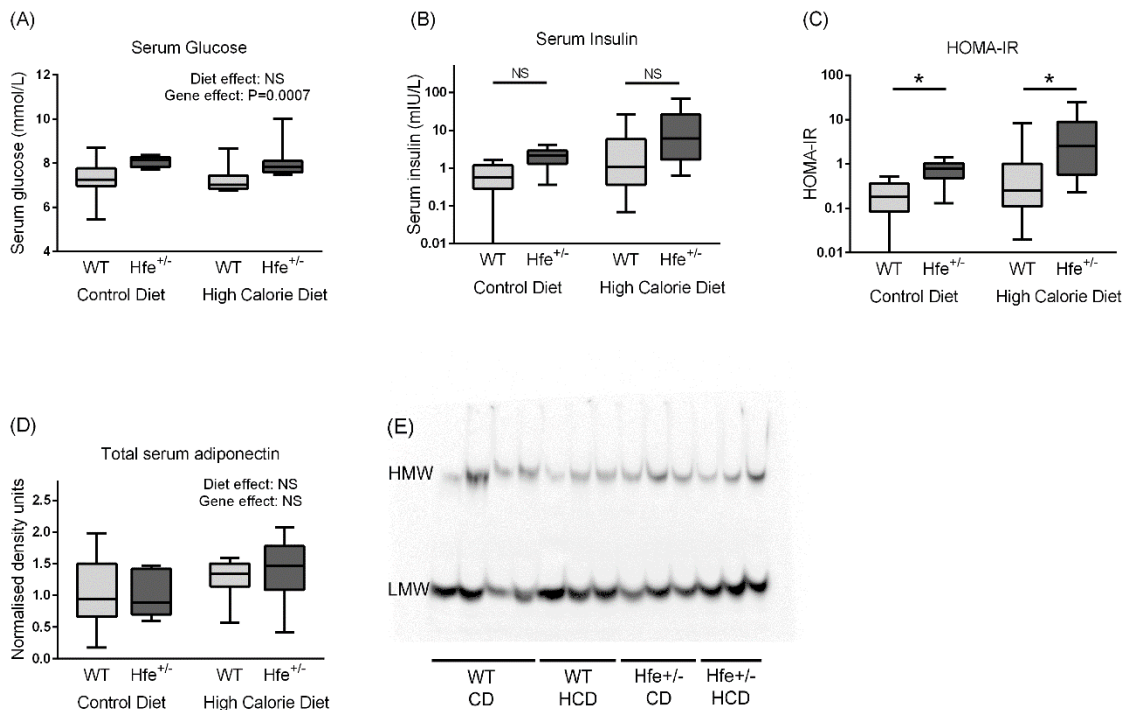 (A)
Serum Glucose
Diet effect: NS
Gene effect: P=0.0007
Serum glucose (mmol/L)
12
10
8
6
4
WT Hfe+/- WT Hfe+/-
Control Diet High Calorie Diet
(B)
Serum Insulin
NS NS
Serum insulin (mIU/L)
100
10
1
0.1
0.01
WT Hfe+/- WT Hfe+/-
Control Diet High Calorie Diet
(C)
HOMA-IR
* *
HOMA-IR
100
10
1
0.1
0.01
WT Hfe+/- WT Hfe+/-
Control Diet High Calorie Diet
(D)
Total serum adiponectin
Diet effect: NS
Gene effect: NS
Normalised density units
2.5
2.0
1.5
1.0
0.5
0.0
WT Hfe+/- WT Hfe+/-
Control Diet High Calorie Diet
(E)
HMW
LMW
WT WT Hfe+/- Hfe+/-
CD HCD CD HCD